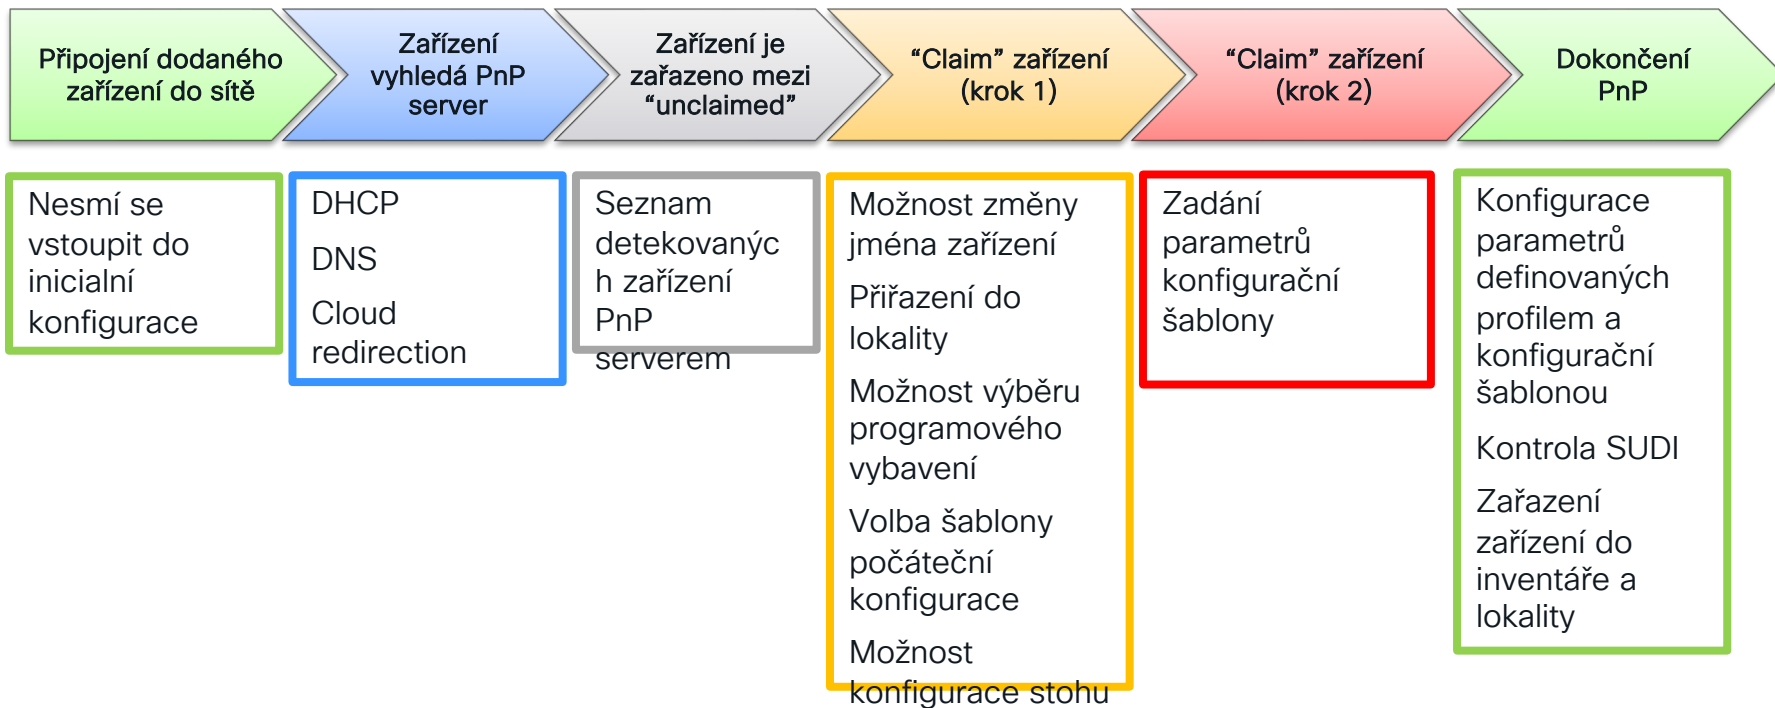 Připojení dodaného
zařízení do sítě
Zařízení
vyhledá PnP
server
Zařízení je
zařazeno mezi
“unclaimed”
“Claim” zařízení
(krok 1)
“Claim” zařízení
(krok 2)
Dokončení
PnP
Nesmí se
vstoupit do
inicialní
konfigurace
DHCP
DNS
Cloud
redirection
Seznam
detekovanýc
h zařízení
PnP
serverem
Možnost změny
jména zařízení
Přiřazení do
lokality
Možnost výběru
programového
vybavení
Volba šablony
počáteční
konfigurace
Možnost
konfigurace stohu
Zadání
parametrů
konfigurační
šablony
Konfigurace
parametrů
definovaných
profilem a
konfigurační
šablonou
Kontrola SUDI
Zařazení
zařízení do
inventáře a
lokality